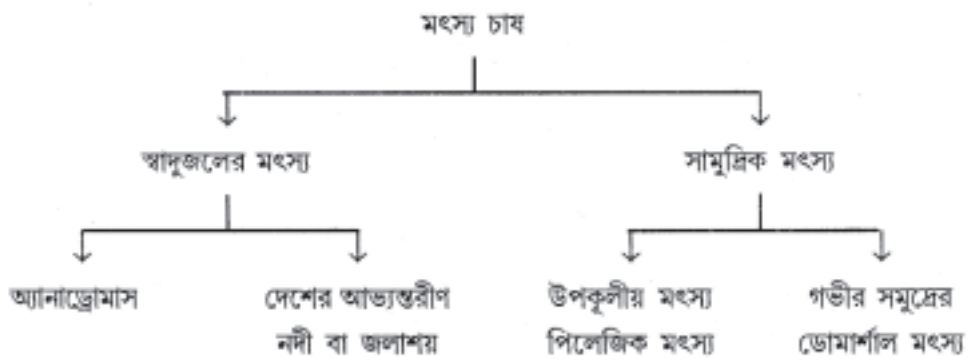 মৎস্য চাষ
স্বাদুজলের মৎস্য
সামুদ্রিক মৎস্য
অ্যানাড্রোমাস
দেশের আভ্যন্তরীণ
নদী বা জলাশয়
উপকূলীয় মৎস্য
পিলেজিক মৎস্য
গভীর সমুদ্রের
ডোমার্শাল মৎস্য